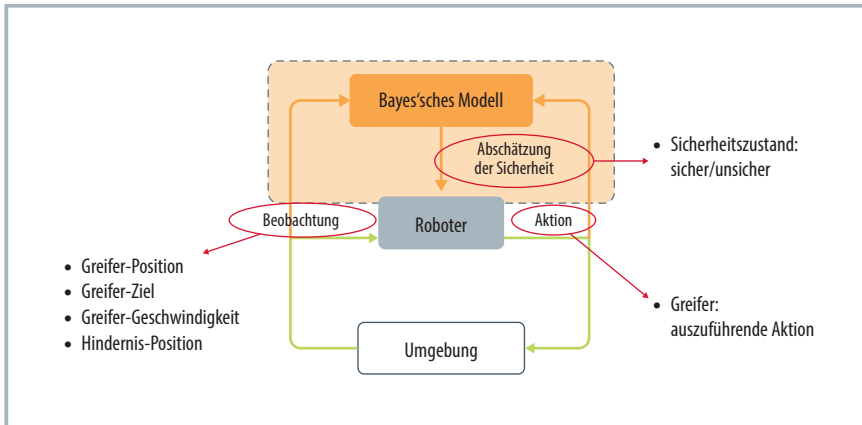 Bayes‘sches Modell
Abschätzung
der Sicherheit
• Sicherheitszustand:
sicher/unsicher
Beobachtung
Roboter
Aktion
• Greifer-Position
• Greifer-Ziel
• Greifer-Geschwindigkeit
• Hindernis-Position
• Greifer:
auszuführende Aktion
Umgebung